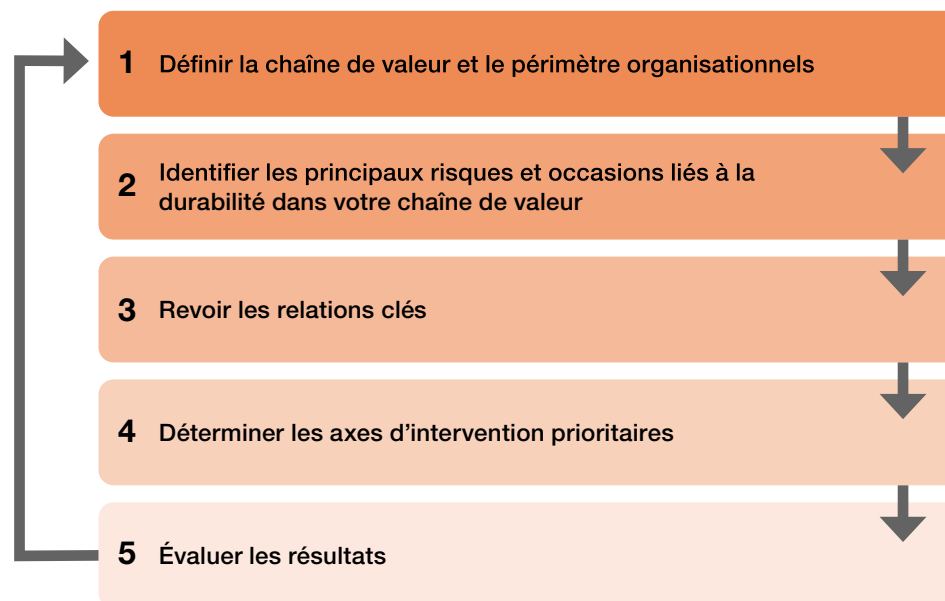 1 Définir la chaîne de valeur et le périmètre organisationnels
2 Identifier les principaux risques et occasions liés à la
durabilité dans votre chaîne de valeur
3 Revoir les relations clés
4 Déterminer les axes d’intervention prioritaires
5 Évaluer les résultats